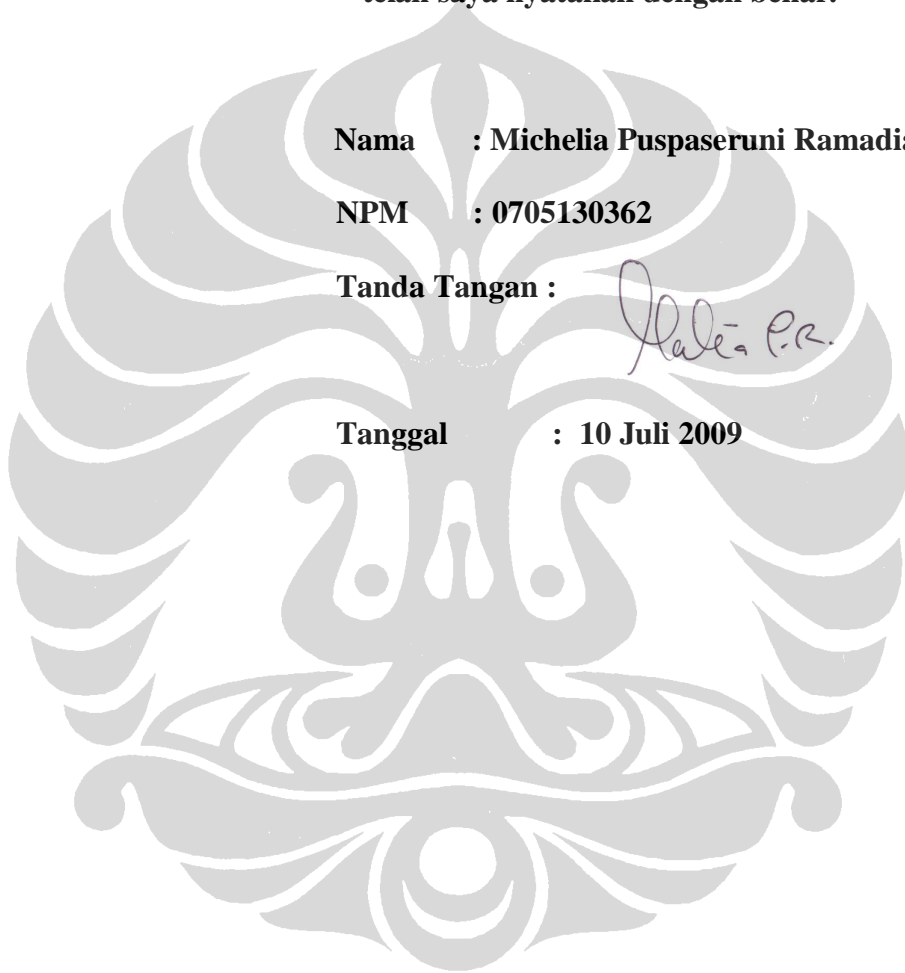 telah saya nyatakan dengan benar.
Nama : Michelia Puspaseruni Ramadia
NPM : 0705130362
Tanda Tangan :
P.R.
Tanggal : 10 Juli 2009